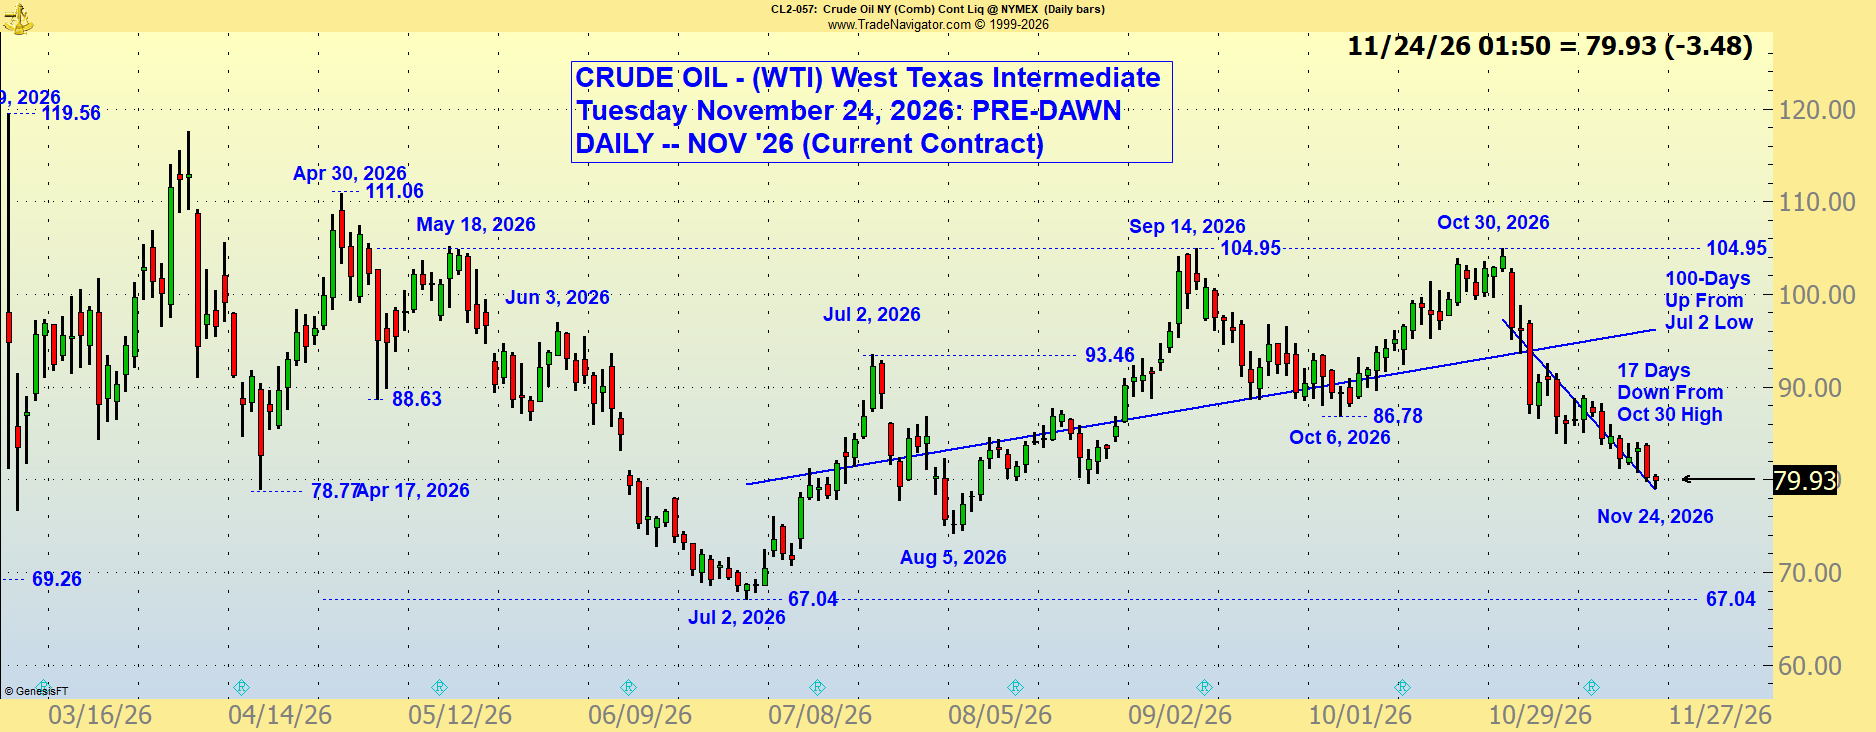 CL2-057: Crude Oil NY (Comb) Cont Liq @ NYMEX (Daily bars)
www.TradeNavigator.com © 1999-2026
11/24/26 01:50 = 79.93 (-3.48)
CRUDE OIL - (WTI) West Texas Intermediate
Tuesday November 24, 2026: PRE-DAWN
DAILY -- NOV '26 (Current Contract)
9, 2026
119.56
120.00
Apr 30, 2026
111.06
110.00
May 18, 2026
Sep 14, 2026
104.95
Oct 30, 2026
104.95
100-Days
Up From
Jul 2 Low
Jun 3, 2026
100.00
Jul 2, 2026
93.46
17 Days
Down From
Oct 30 High
90.00
88.63
86,78
Oct 6, 2026
78.77
Apr 17, 2026
79.93
Nov 24, 2026
Aug 5, 2026
69.26
70.00
67.04
67.04
Jul 2, 2026
60.00
R
R
R
R
R
R
R
R
R
© GenesisFT
03/16/26
04/14/26
05/12/26
06/09/26
07/08/26
08/05/26
09/02/26
10/01/26
10/29/26
11/27/26